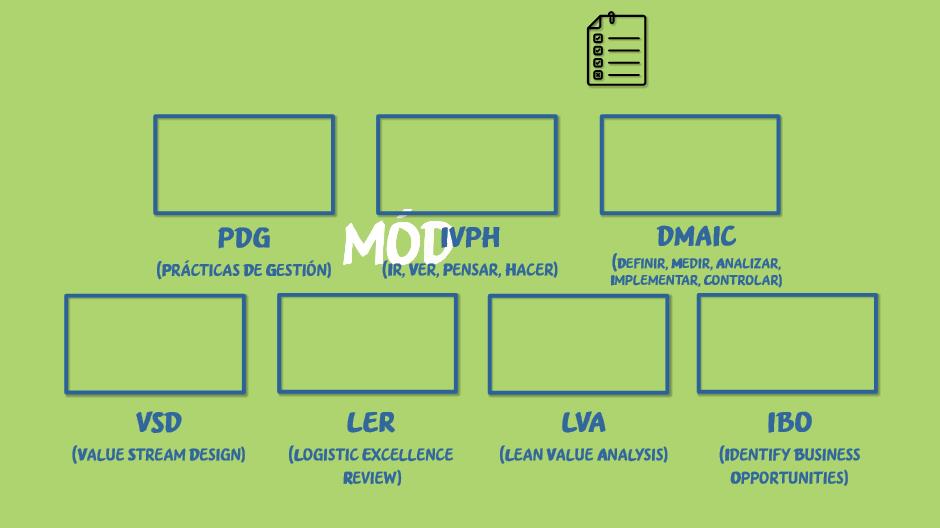 MÓD
PDG
(PRÁCTICAS DE GESTIÓN)
IVPH
(IR, VER, PENSAR, HACER)
DMAIC
(DEFINIR, MEDIR, ANALIZAR,
IMPLEMENTAR, CONTROLAR)
VSD
(VALUE STREAM DESIGN)
LER
(LOGISTIC EXCELLENCE
REVIEW)
LVA
(LEAN VALUE ANALYSIS)
IBO
(IDENTIFY BUSINESS
OPPORTUNITIES)